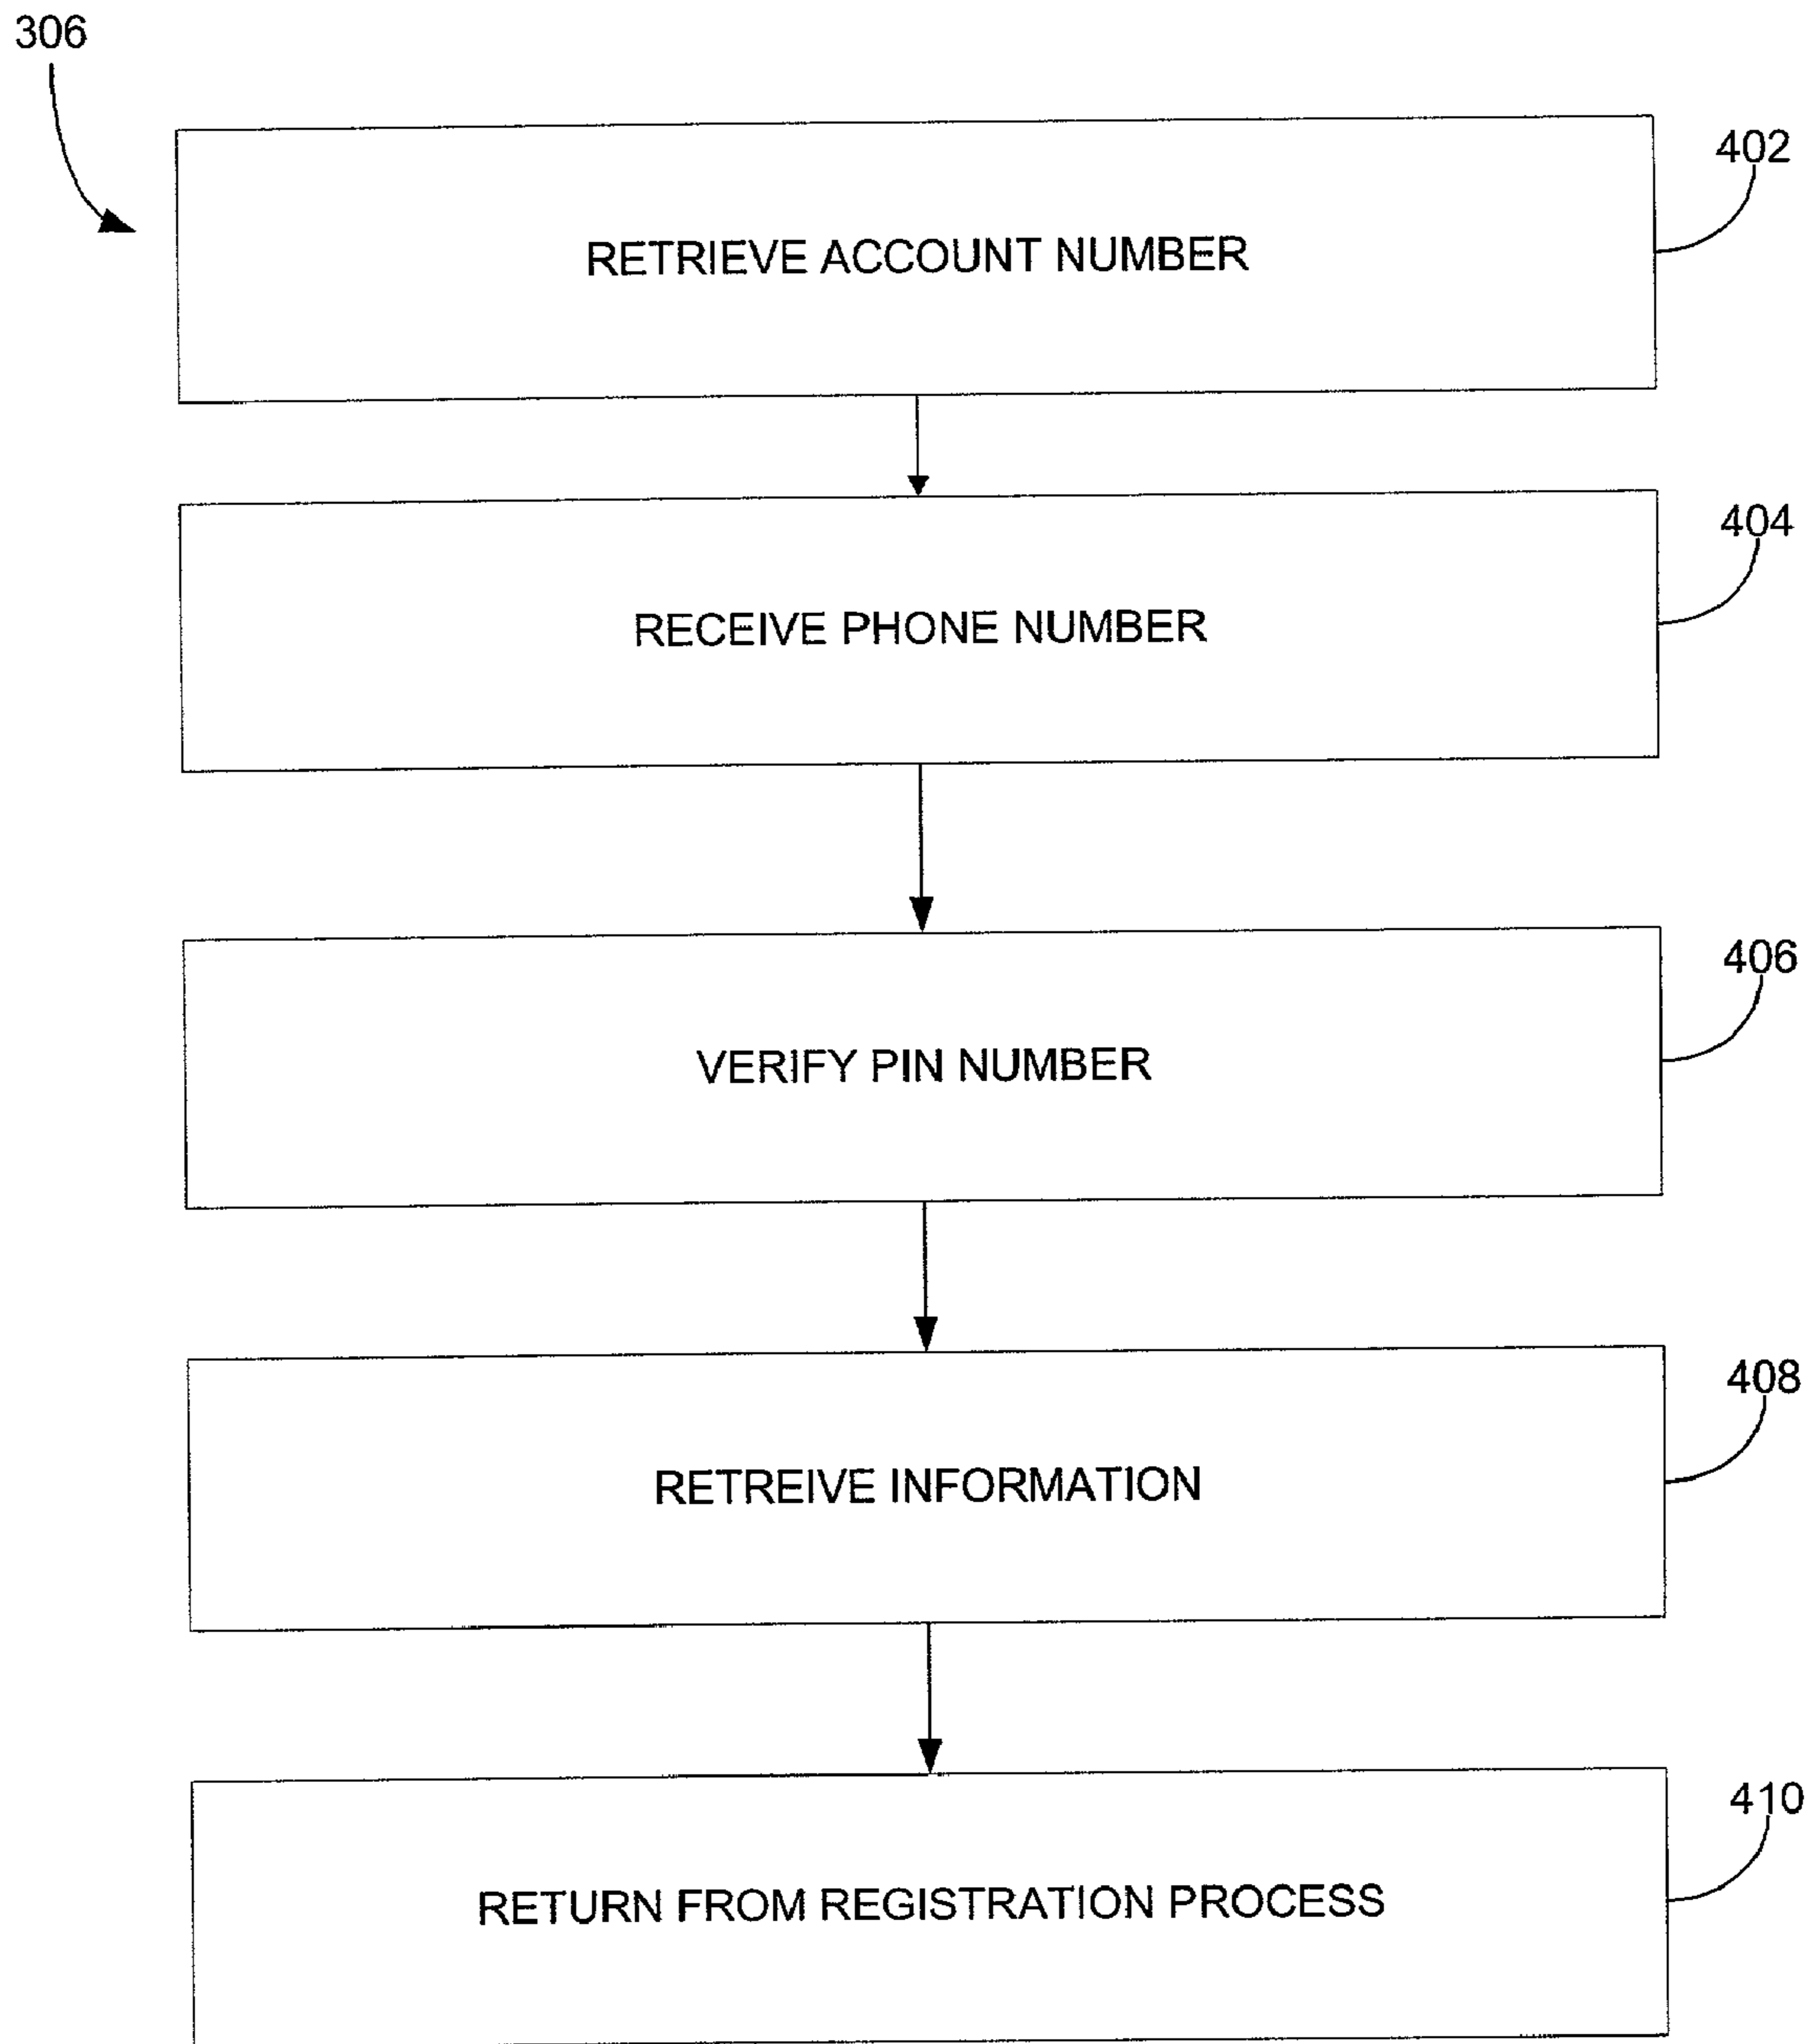 306
402
RETRIEVE ACCOUNT NUMBER
404
RECEIVE PHONE NUMBER
406
VERIFY PIN NUMBER
408
RETREIVE INFORMATION
410
RETURN FROM REGISTRATION PROCESS